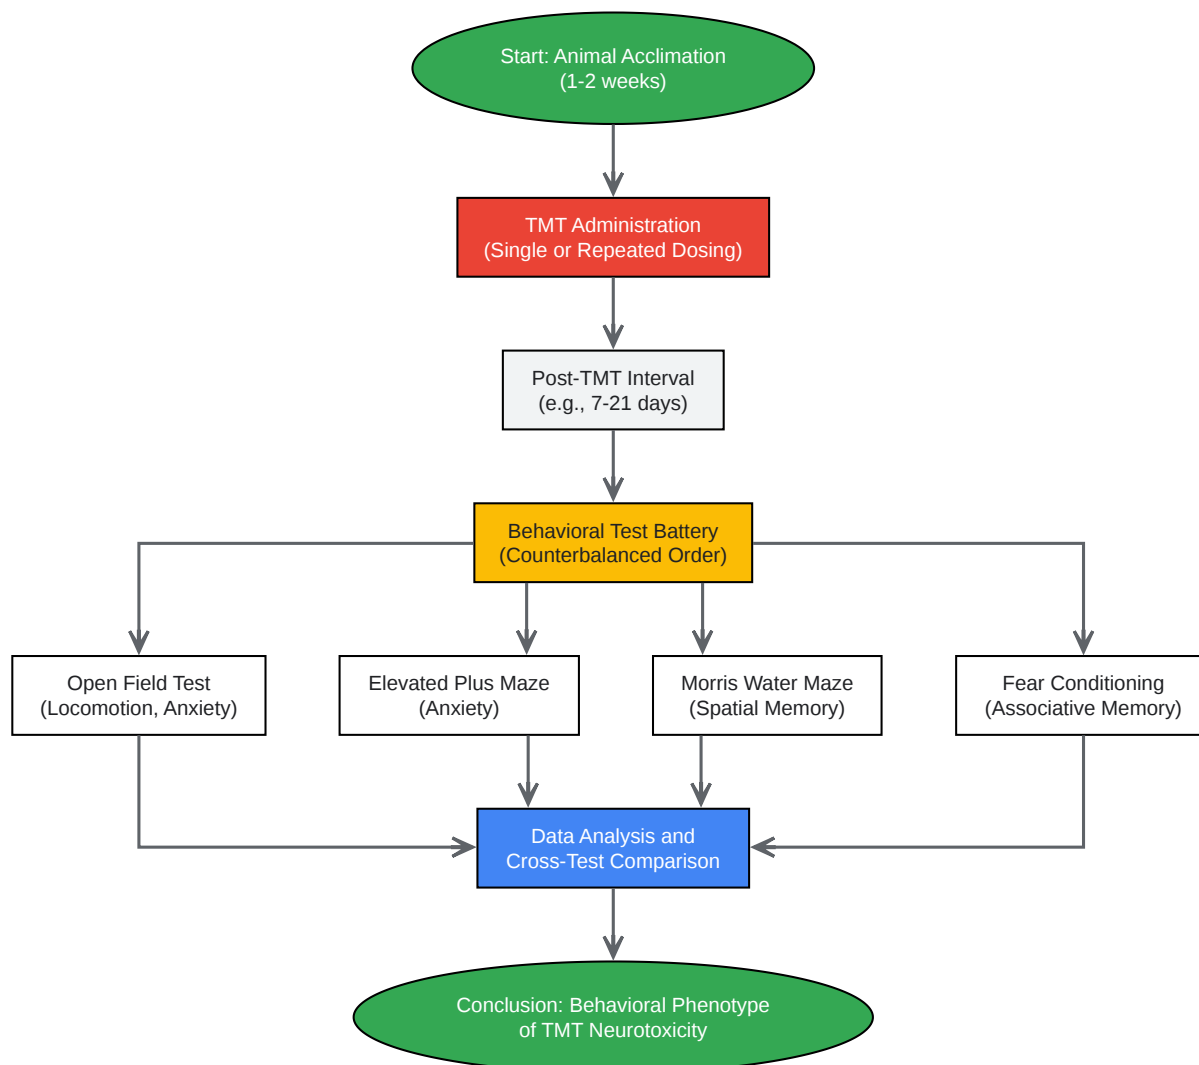 Start: Animal Acclimation
(1-2 weeks)
TMT Administration
(Single or Repeated Dosing)
Post-TMT Interval
(e.g., 7-21 days)
Behavioral Test Battery
(Counterbalanced Order)
Open Field Test
(Locomotion, Anxiety)
Elevated Plus Maze
(Anxiety)
Morris Water Maze
(Spatial Memory)
Fear Conditioning
(Associative Memory)
Data Analysis and
Cross-Test Comparison
Conclusion: Behavioral Phenotype
of TMT Neurotoxicity